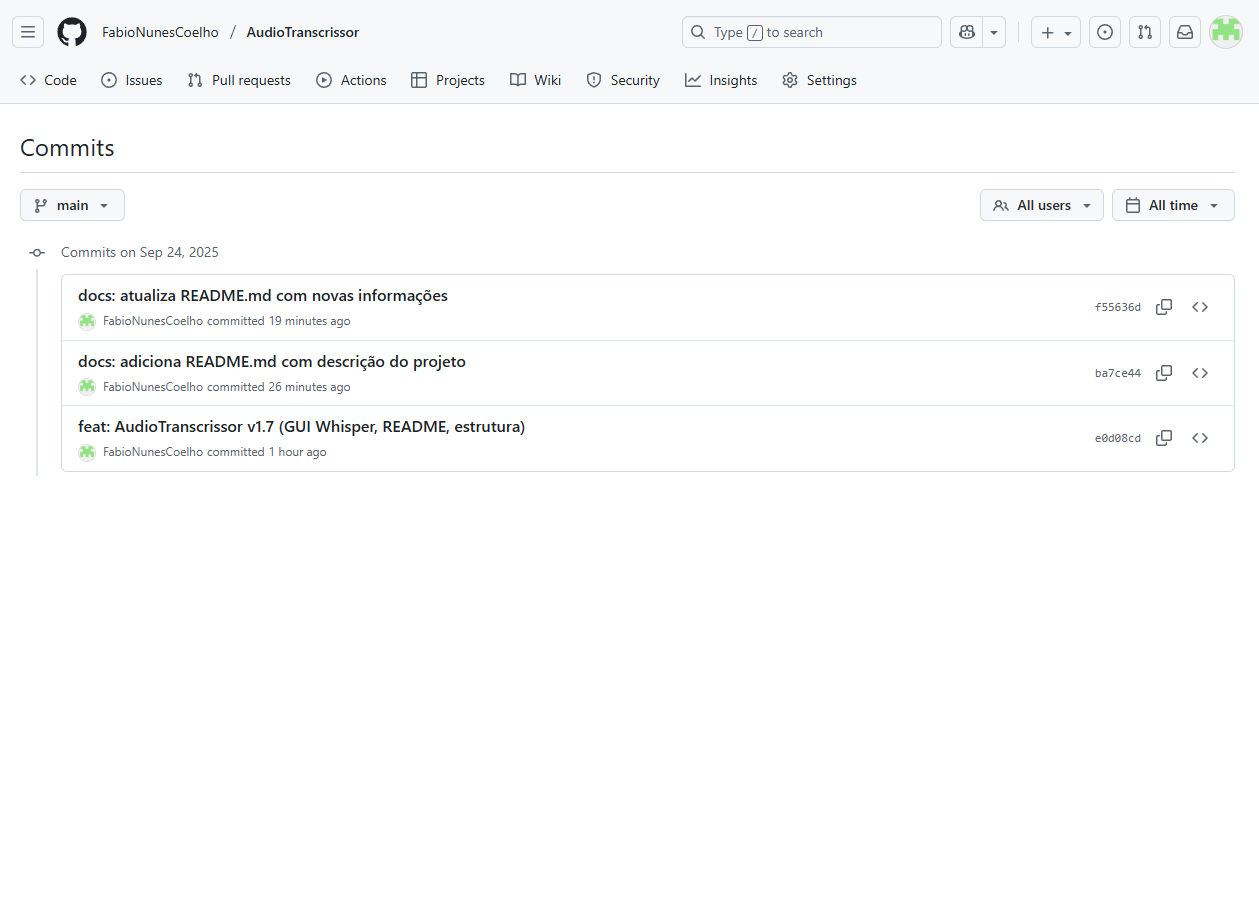 FabioNunesCoelho / AudioTranscrissor
Type / to search
Code Issues Pull requests Actions Projects Wiki Security Insights Settings
Commits
main All users All time
Commits on Sep 24, 2025
docs: atualiza README.md com novas informações
FabioNunesCoelho committed 19 minutes ago
f55636d
docs: adiciona README.md com descrição do projeto
FabioNunesCoelho committed 26 minutes ago
ba7ce44
feat: AudioTranscrissor v1.7 (GUI Whisper, README, estrutura)
FabioNunesCoelho committed 1 hour ago
e0d08cd